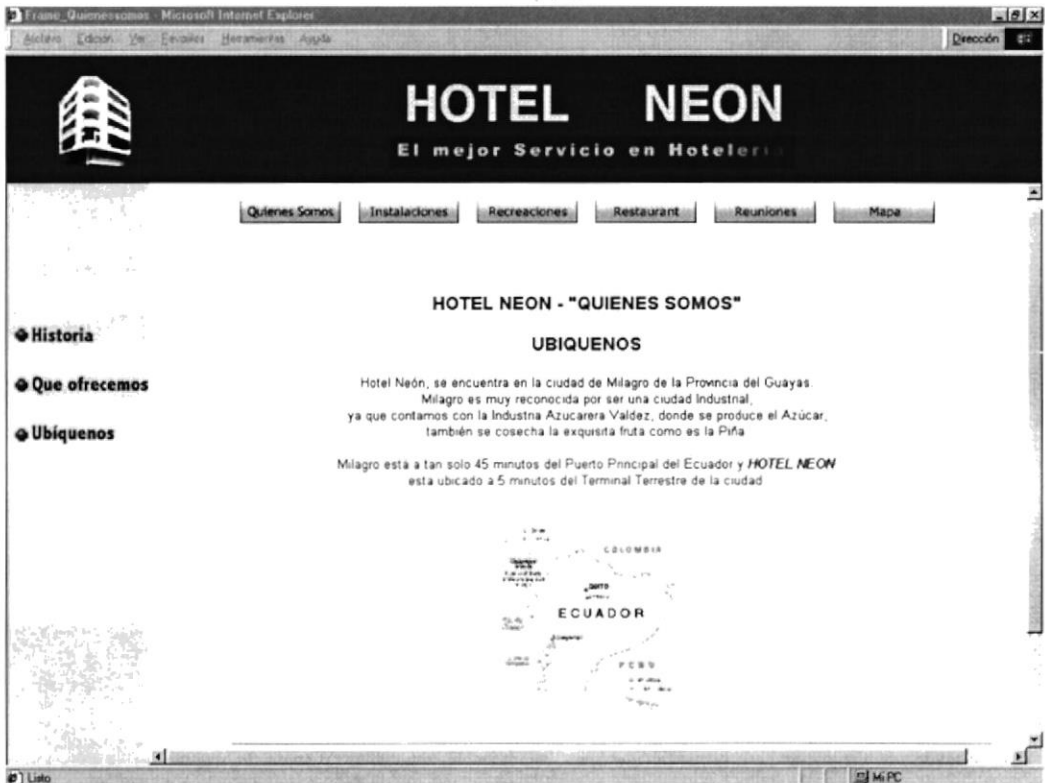 Frame_Quienessomos - Microsoft Internet Explorer
Archivo Edición Ver Favoritos Herramientas Ayuda
Dirección
HOTEL NEON
El mejor Servicio en Hoteleria
Quienes Somos Instalaciones Recreaciones Restaurant Reuniones Mapa
HOTEL NEON - "QUIENES SOMOS"
Historia
UBIQUENOS
Que ofrecemos
Hotel Neón, se encuentra en la ciudad de Milagro de la Provincia del Guayas.
Milagro es muy reconocida por ser una ciudad Industrial,
ya que contamos con la Industria Azucarera Valdez, donde se produce el Azúcar,
también se cosecha la exquisita fruta como es la Piña
Ubíquenos
Milagro está a tan solo 45 minutos del Puerto Principal del Ecuador y HOTEL NEON
esta ubicado a 5 minutos del Terminal Terrestre de la ciudad
COLOMBIA
QUITO
ECUADOR
Guayaquil
PERU
Listo
Mi PC